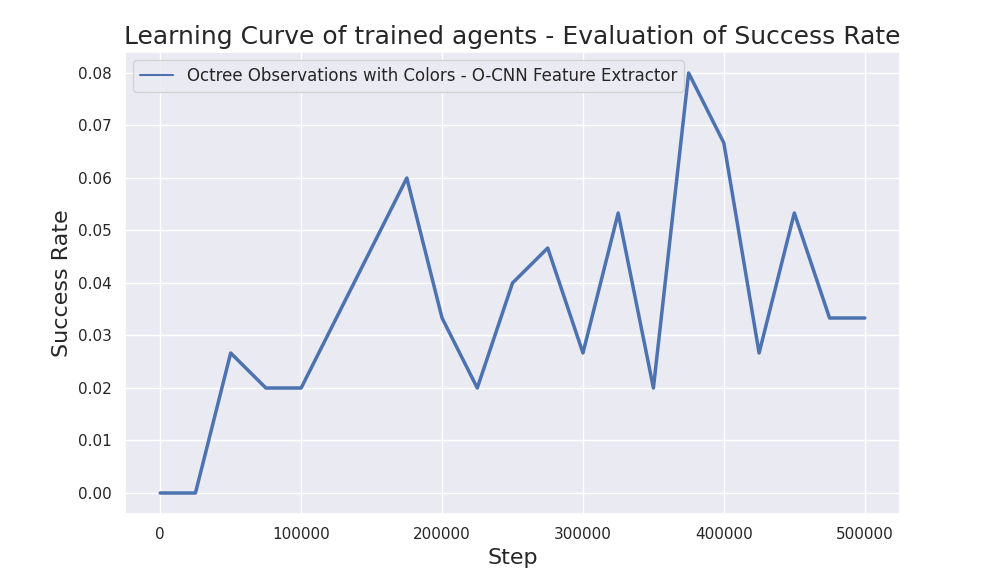 Learning Curve of trained agents - Evaluation of Success Rate
Octree Observations with Colors - O-CNN Feature Extractor
0.08
0.07
0.06
0.05
0.04
0.03
0.02
0.01
0.00
Success Rate
0 100000 200000 300000 400000 500000
Step